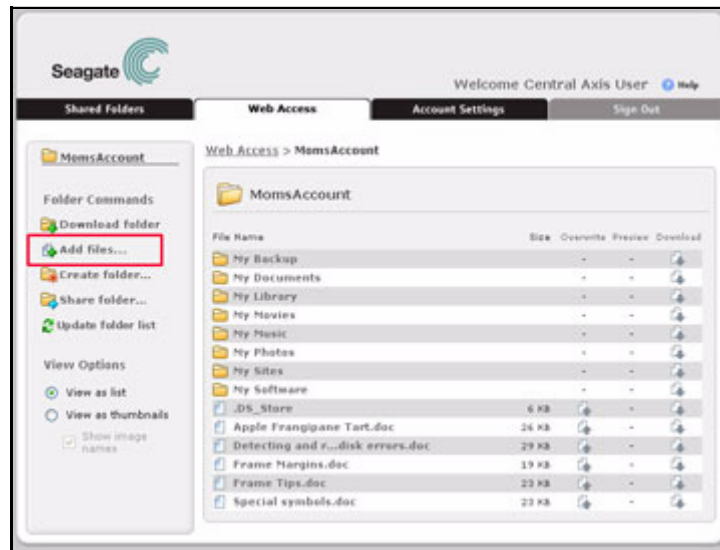 Seagate
Welcome Central Axis User Help
Shared Folders Web Access Account Settings Sign Out
MomsAccount
Folder Commands
Download folder
Add files...
Create folder...
Share folder...
Update folder list
View Options
View as list
View as thumbnails
Show image
names
Web Access > MomsAccount
MomsAccount
File Name Size Overwrite Preview Download
My Backup - -
My Documents - -
My Library - -
My Movies - -
My Music - -
My Photos - -
My Sites - -
My Software - -
.DS_Store 6 KB -
Apple Frangipane Tart.doc 26 KB -
Detecting and r...disk errors.doc 29 KB -
Frame Margins.doc 19 KB -
Frame Tips.doc 23 KB -
Special symbols.doc 23 KB -